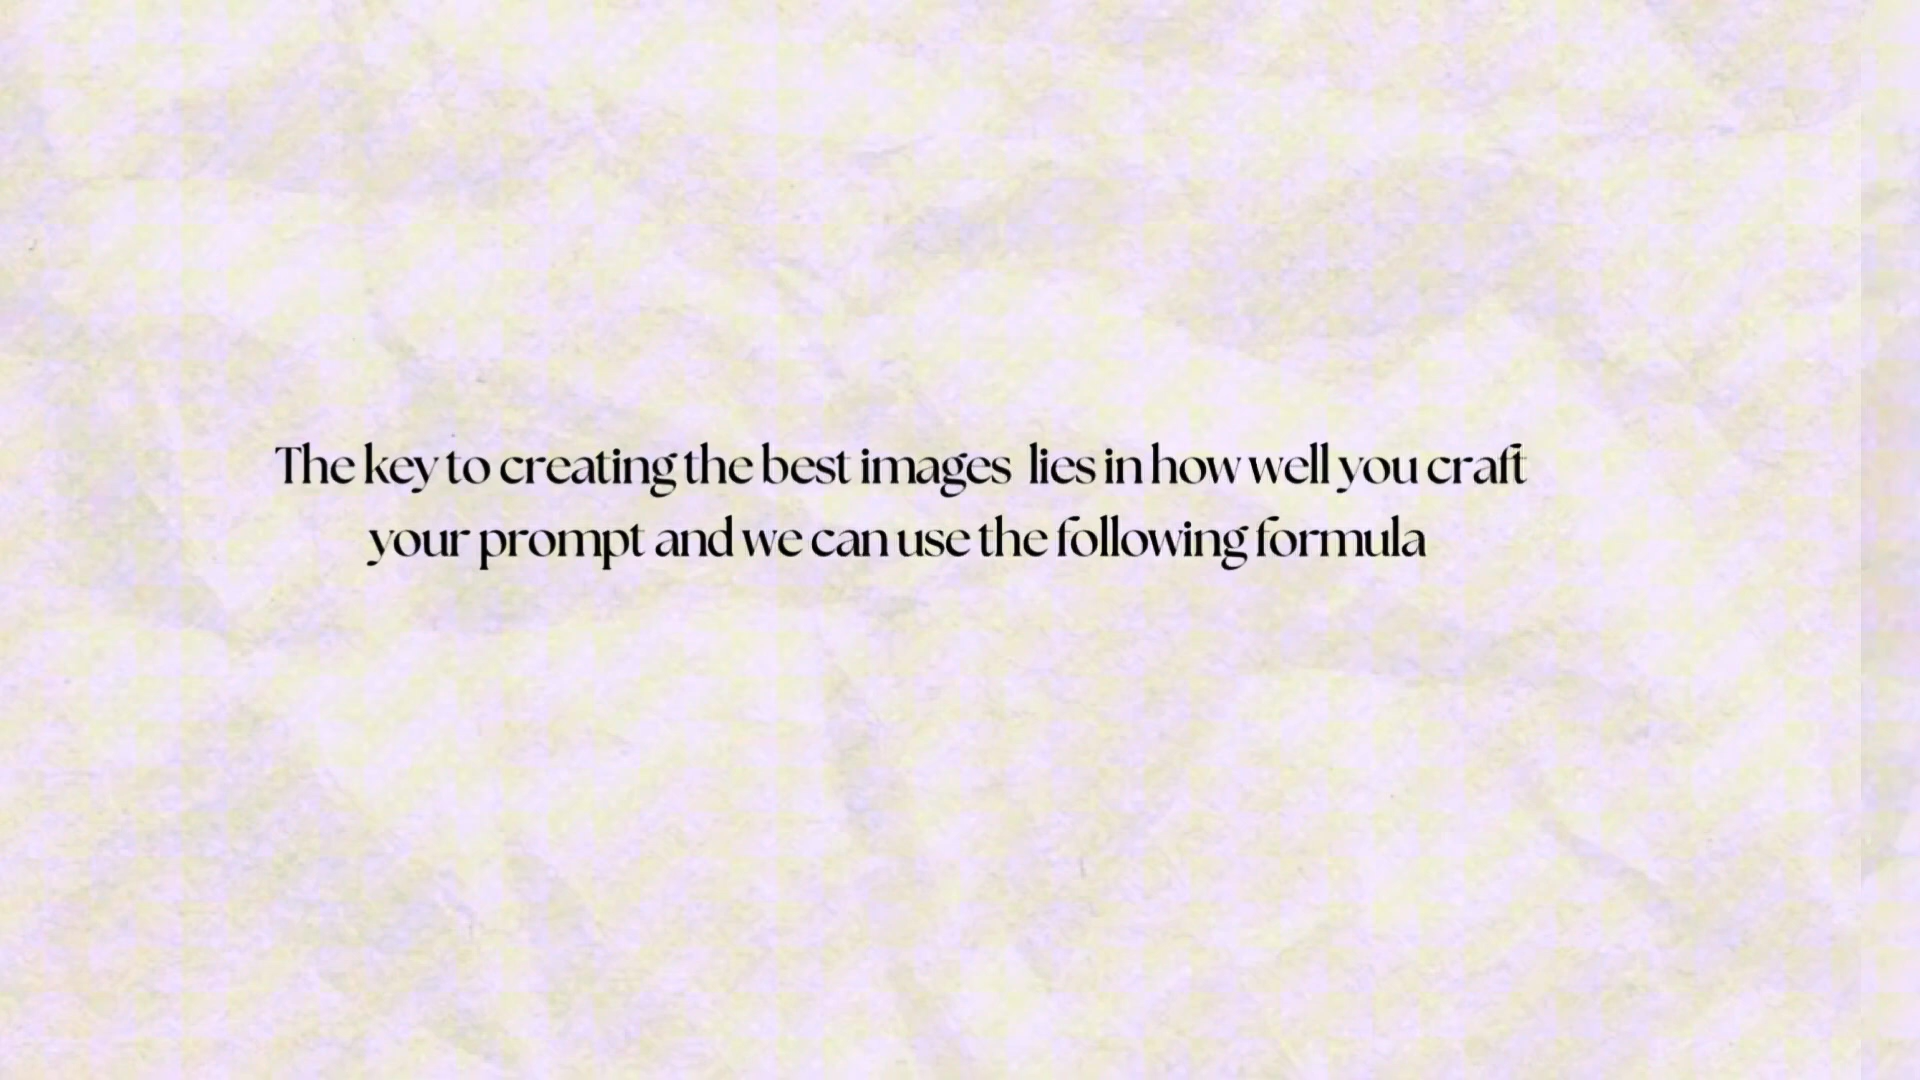 The key to creating the best images lies in how well you craft
your prompt and we can use the following formula